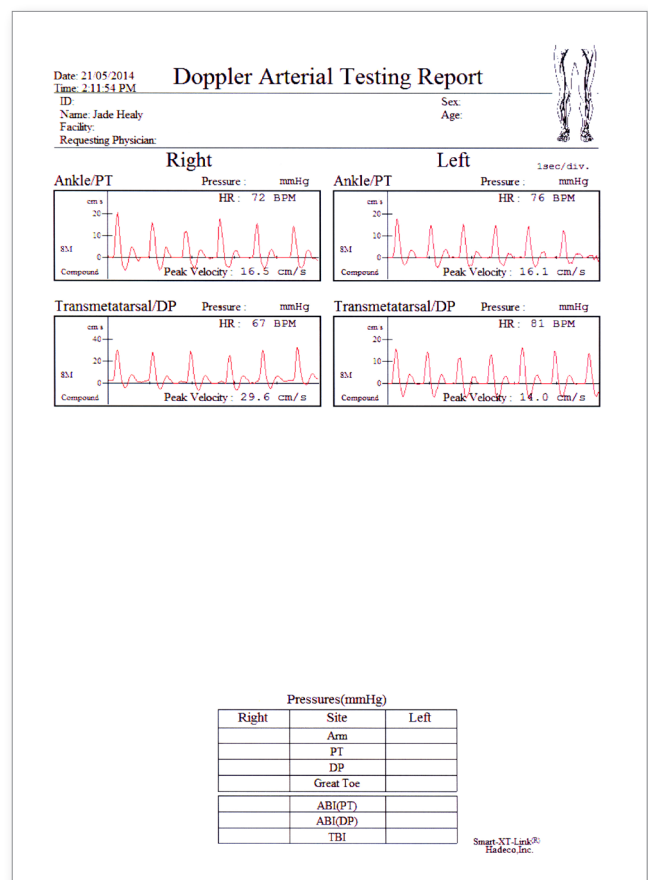 Date: 21/05/2014
Doppler Arterial Testing Report
Time: 2:11:54 PM
ID: Sex:
Name: Jade Healy Age:
Facility:
Requesting Physician:
Right Left 1sec/div.
Ankle/PT Pressure : mmHg Ankle/PT Pressure : mmHg
cm/s HR : 72 BPM cm/s HR : 76 BPM
20 20
10 10
8M 8M
0 0
Compound Peak Velocity : 16.5 cm/s Compound Peak Velocity : 16.1 cm/s
Transmetatarsal/DP Pressure : mmHg Transmetatarsal/DP Pressure : mmHg
cm/s HR : 67 BPM cm/s HR : 81 BPM
40 20
20 10
8M 8M
0 0
Compound Peak Velocity : 29.6 cm/s Compound Peak Velocity : 14.0 cm/s
Pressures(mmHg)
Right Site Left
Arm
PT
DP
Great Toe
ABI(PT)
ABI(DP)
TBI
Smart-XT-Link®
Hadeco,Inc.